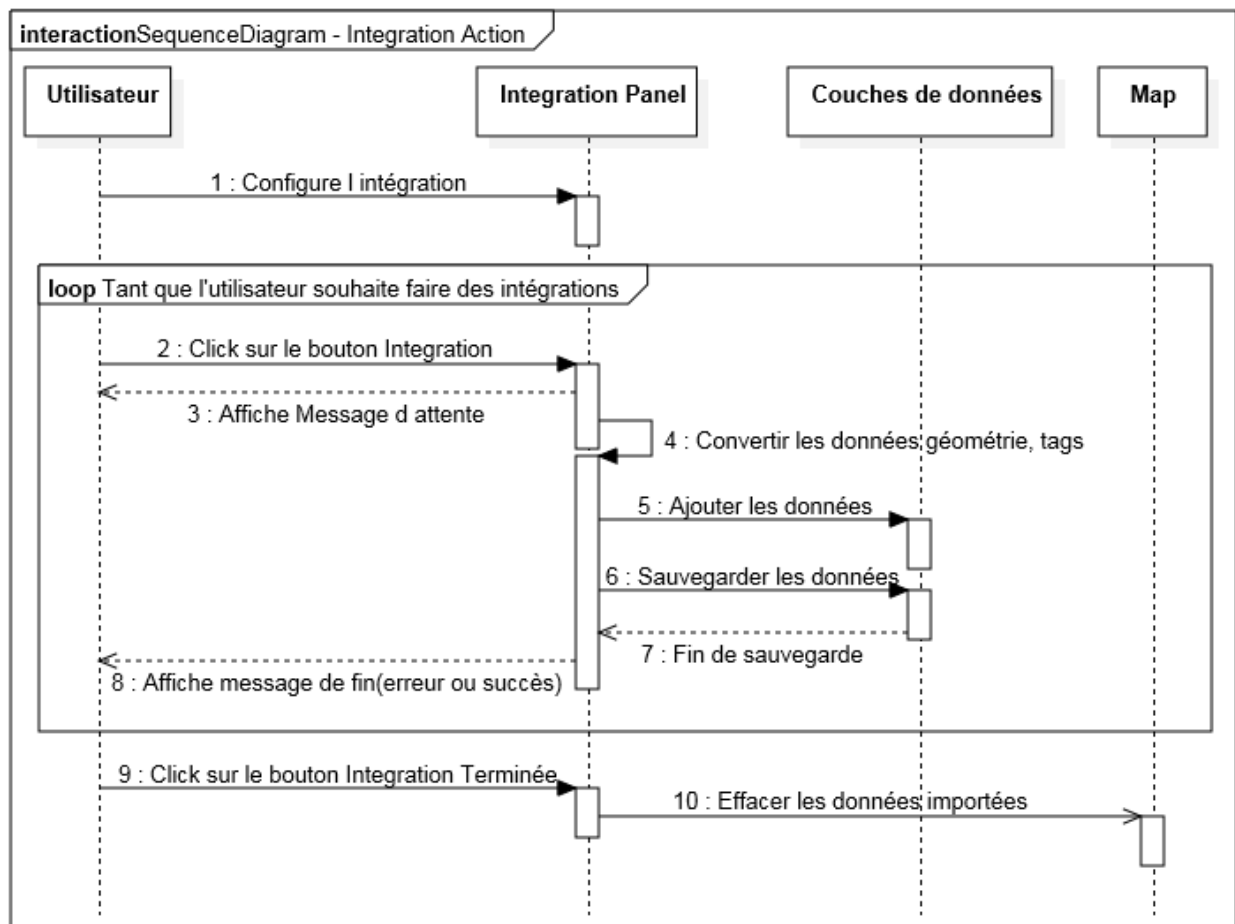 interactionSequenceDiagram - Integration Action
Utilisateur
Integration Panel
Couches de données
Map
1 : Configure l intégration
loop Tant que l'utilisateur souhaite faire des intégrations
2 : Click sur le bouton Integration
3 : Affiche Message d attente
4 : Convertir les données géométrie, tags
5 : Ajouter les données
6 : Sauvegarder les données
7 : Fin de sauvegarde
8 : Affiche message de fin(erreur ou succès)
9 : Click sur le bouton Integration Terminée
10 : Effacer les données importées